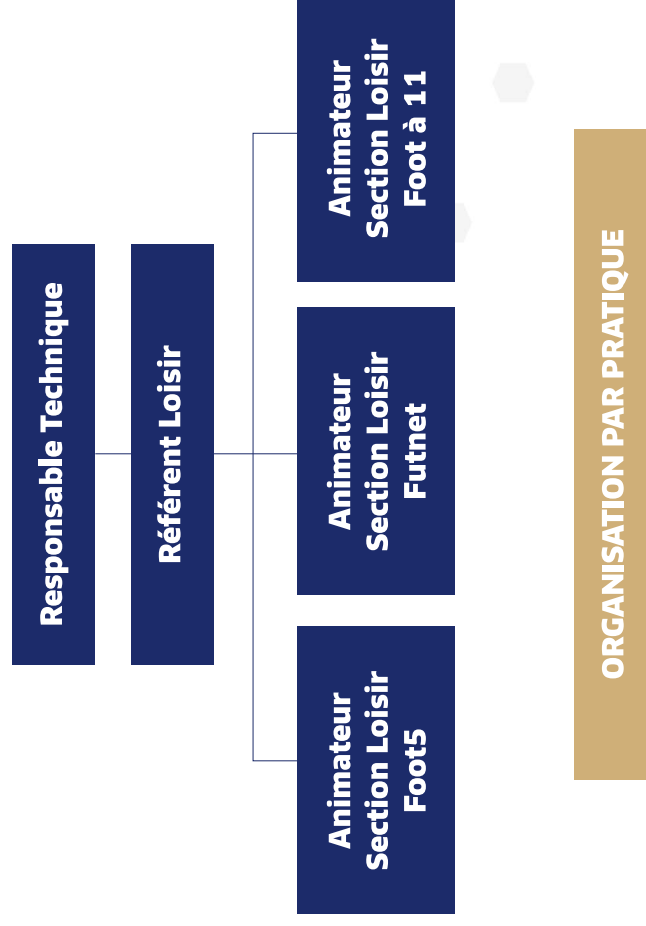 Responsable Technique
Référent Loisir
Animateur
Section Loisir
Foot5
Animateur
Section Loisir
Futnet
Animateur
Section Loisir
Foot à 11
ORGANISATION PAR PRATIQUE